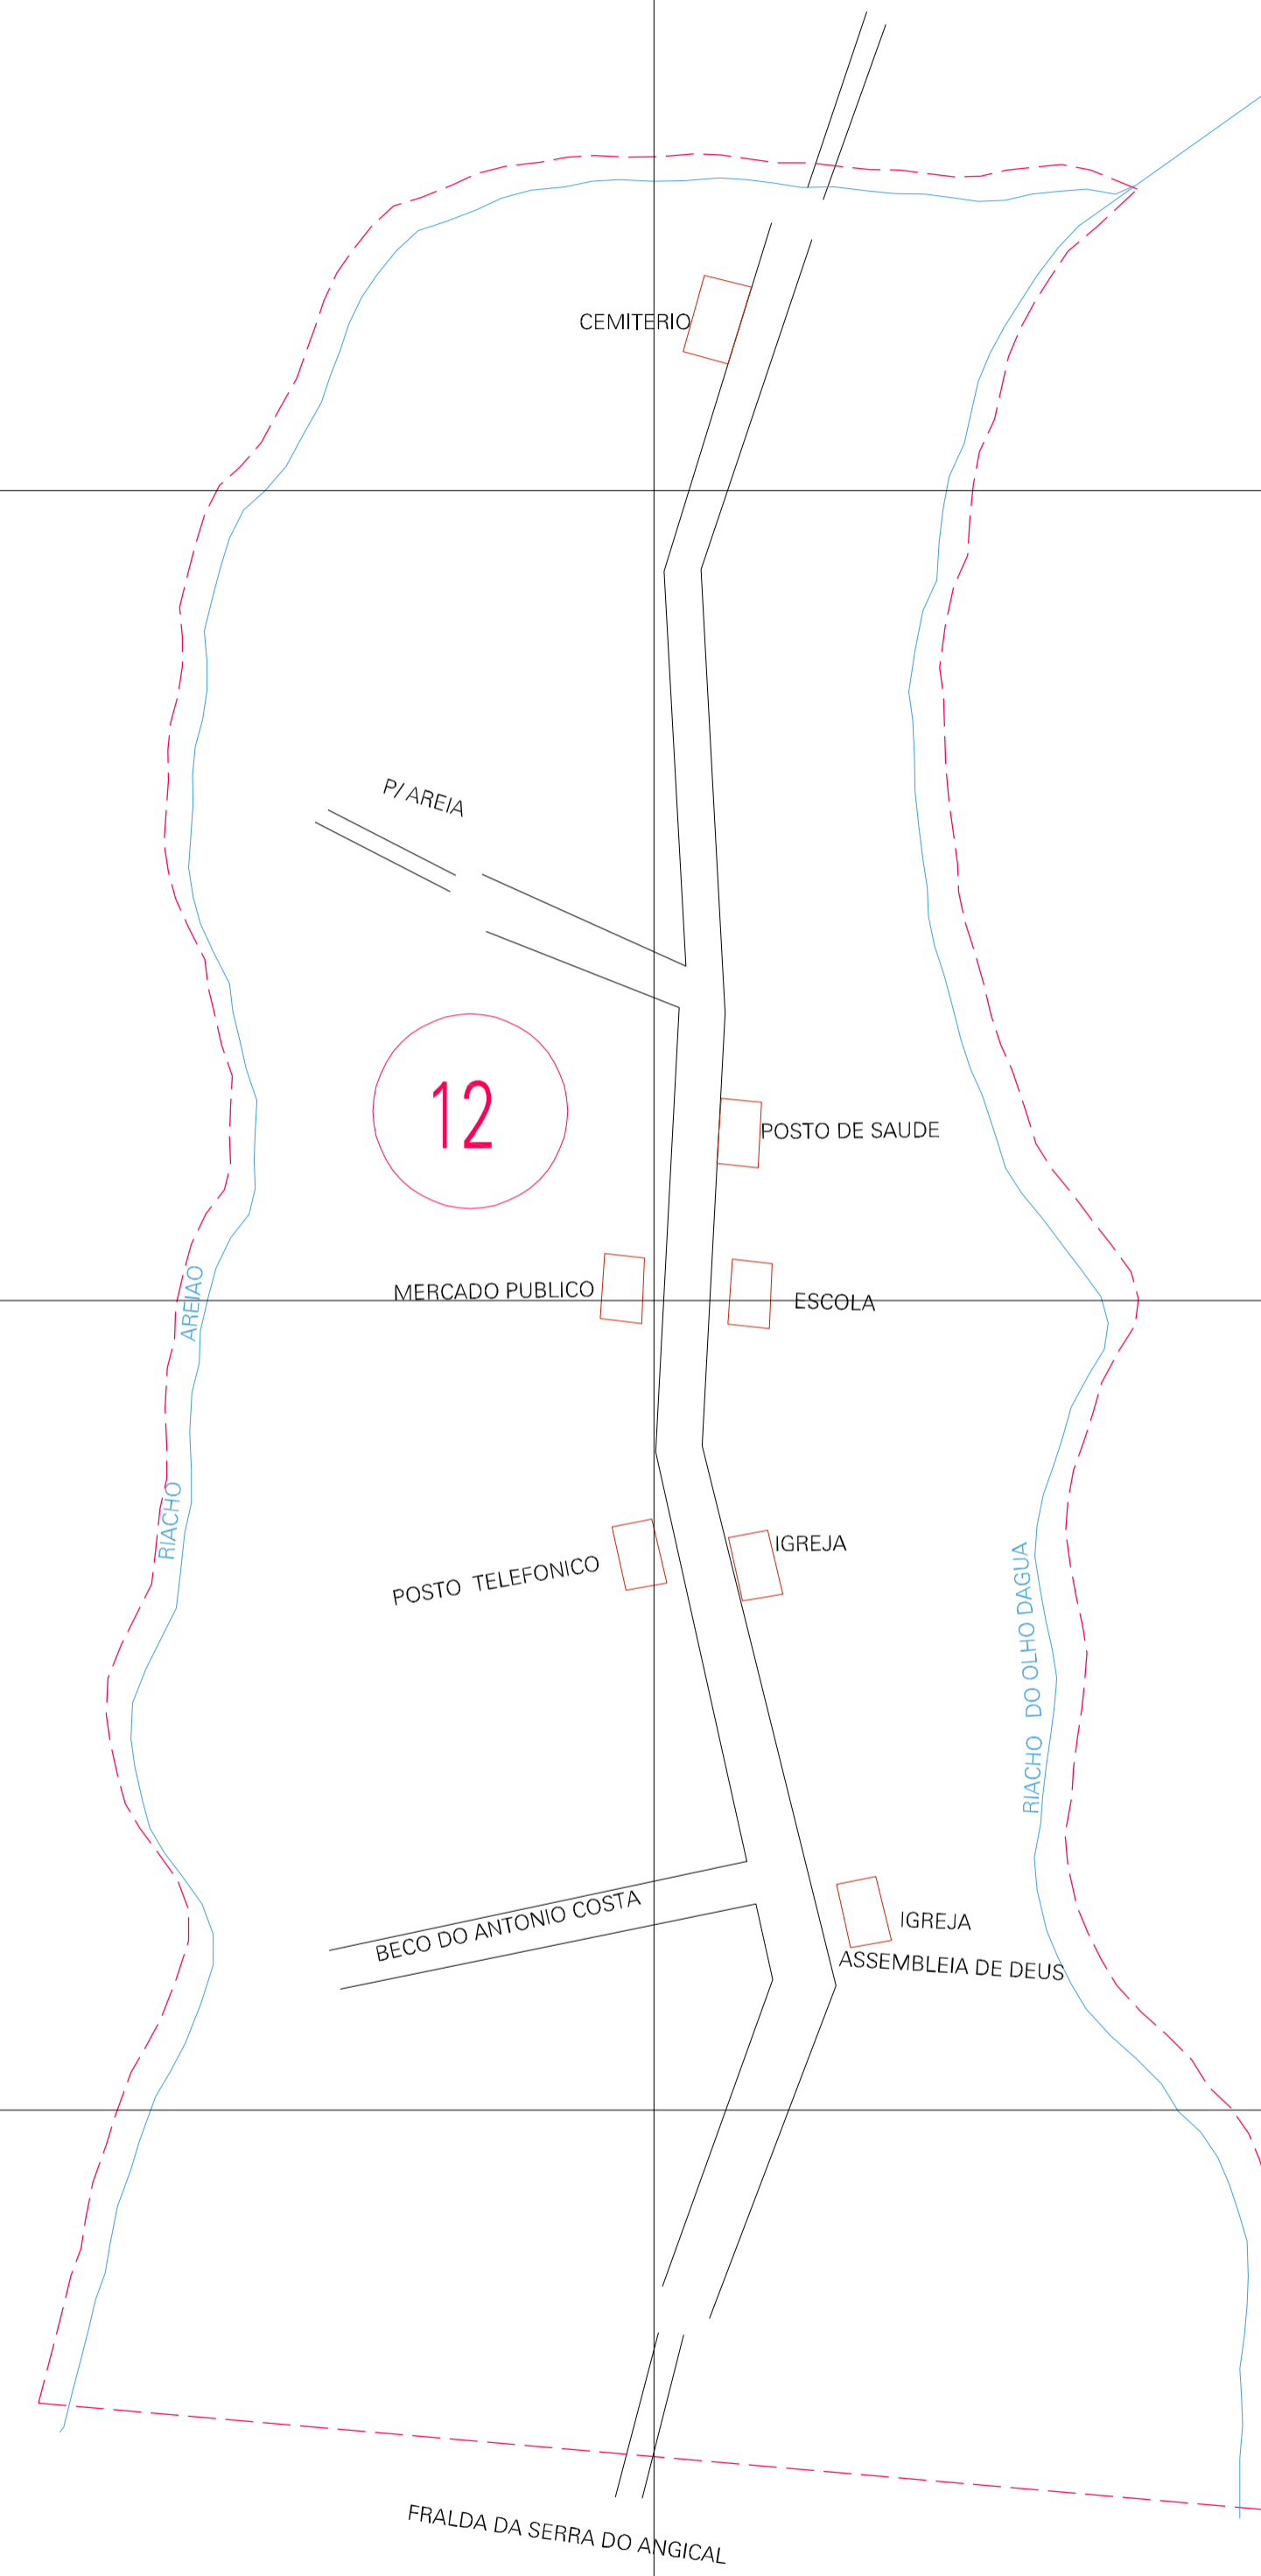 CEMITERIO
P/ AREIA
12
POSTO DE SAUDE
MERCADO PUBLICO
ESCOLA
RIACHO AREIAO
IGREJA
POSTO TELEFONICO
RIACHO DO OLHO DAGUA
BECO DO ANTONIO COSTA
IGREJA
ASSEMBLEIA DE DEUS
FRALDA DA SERRA DO ANGICAL